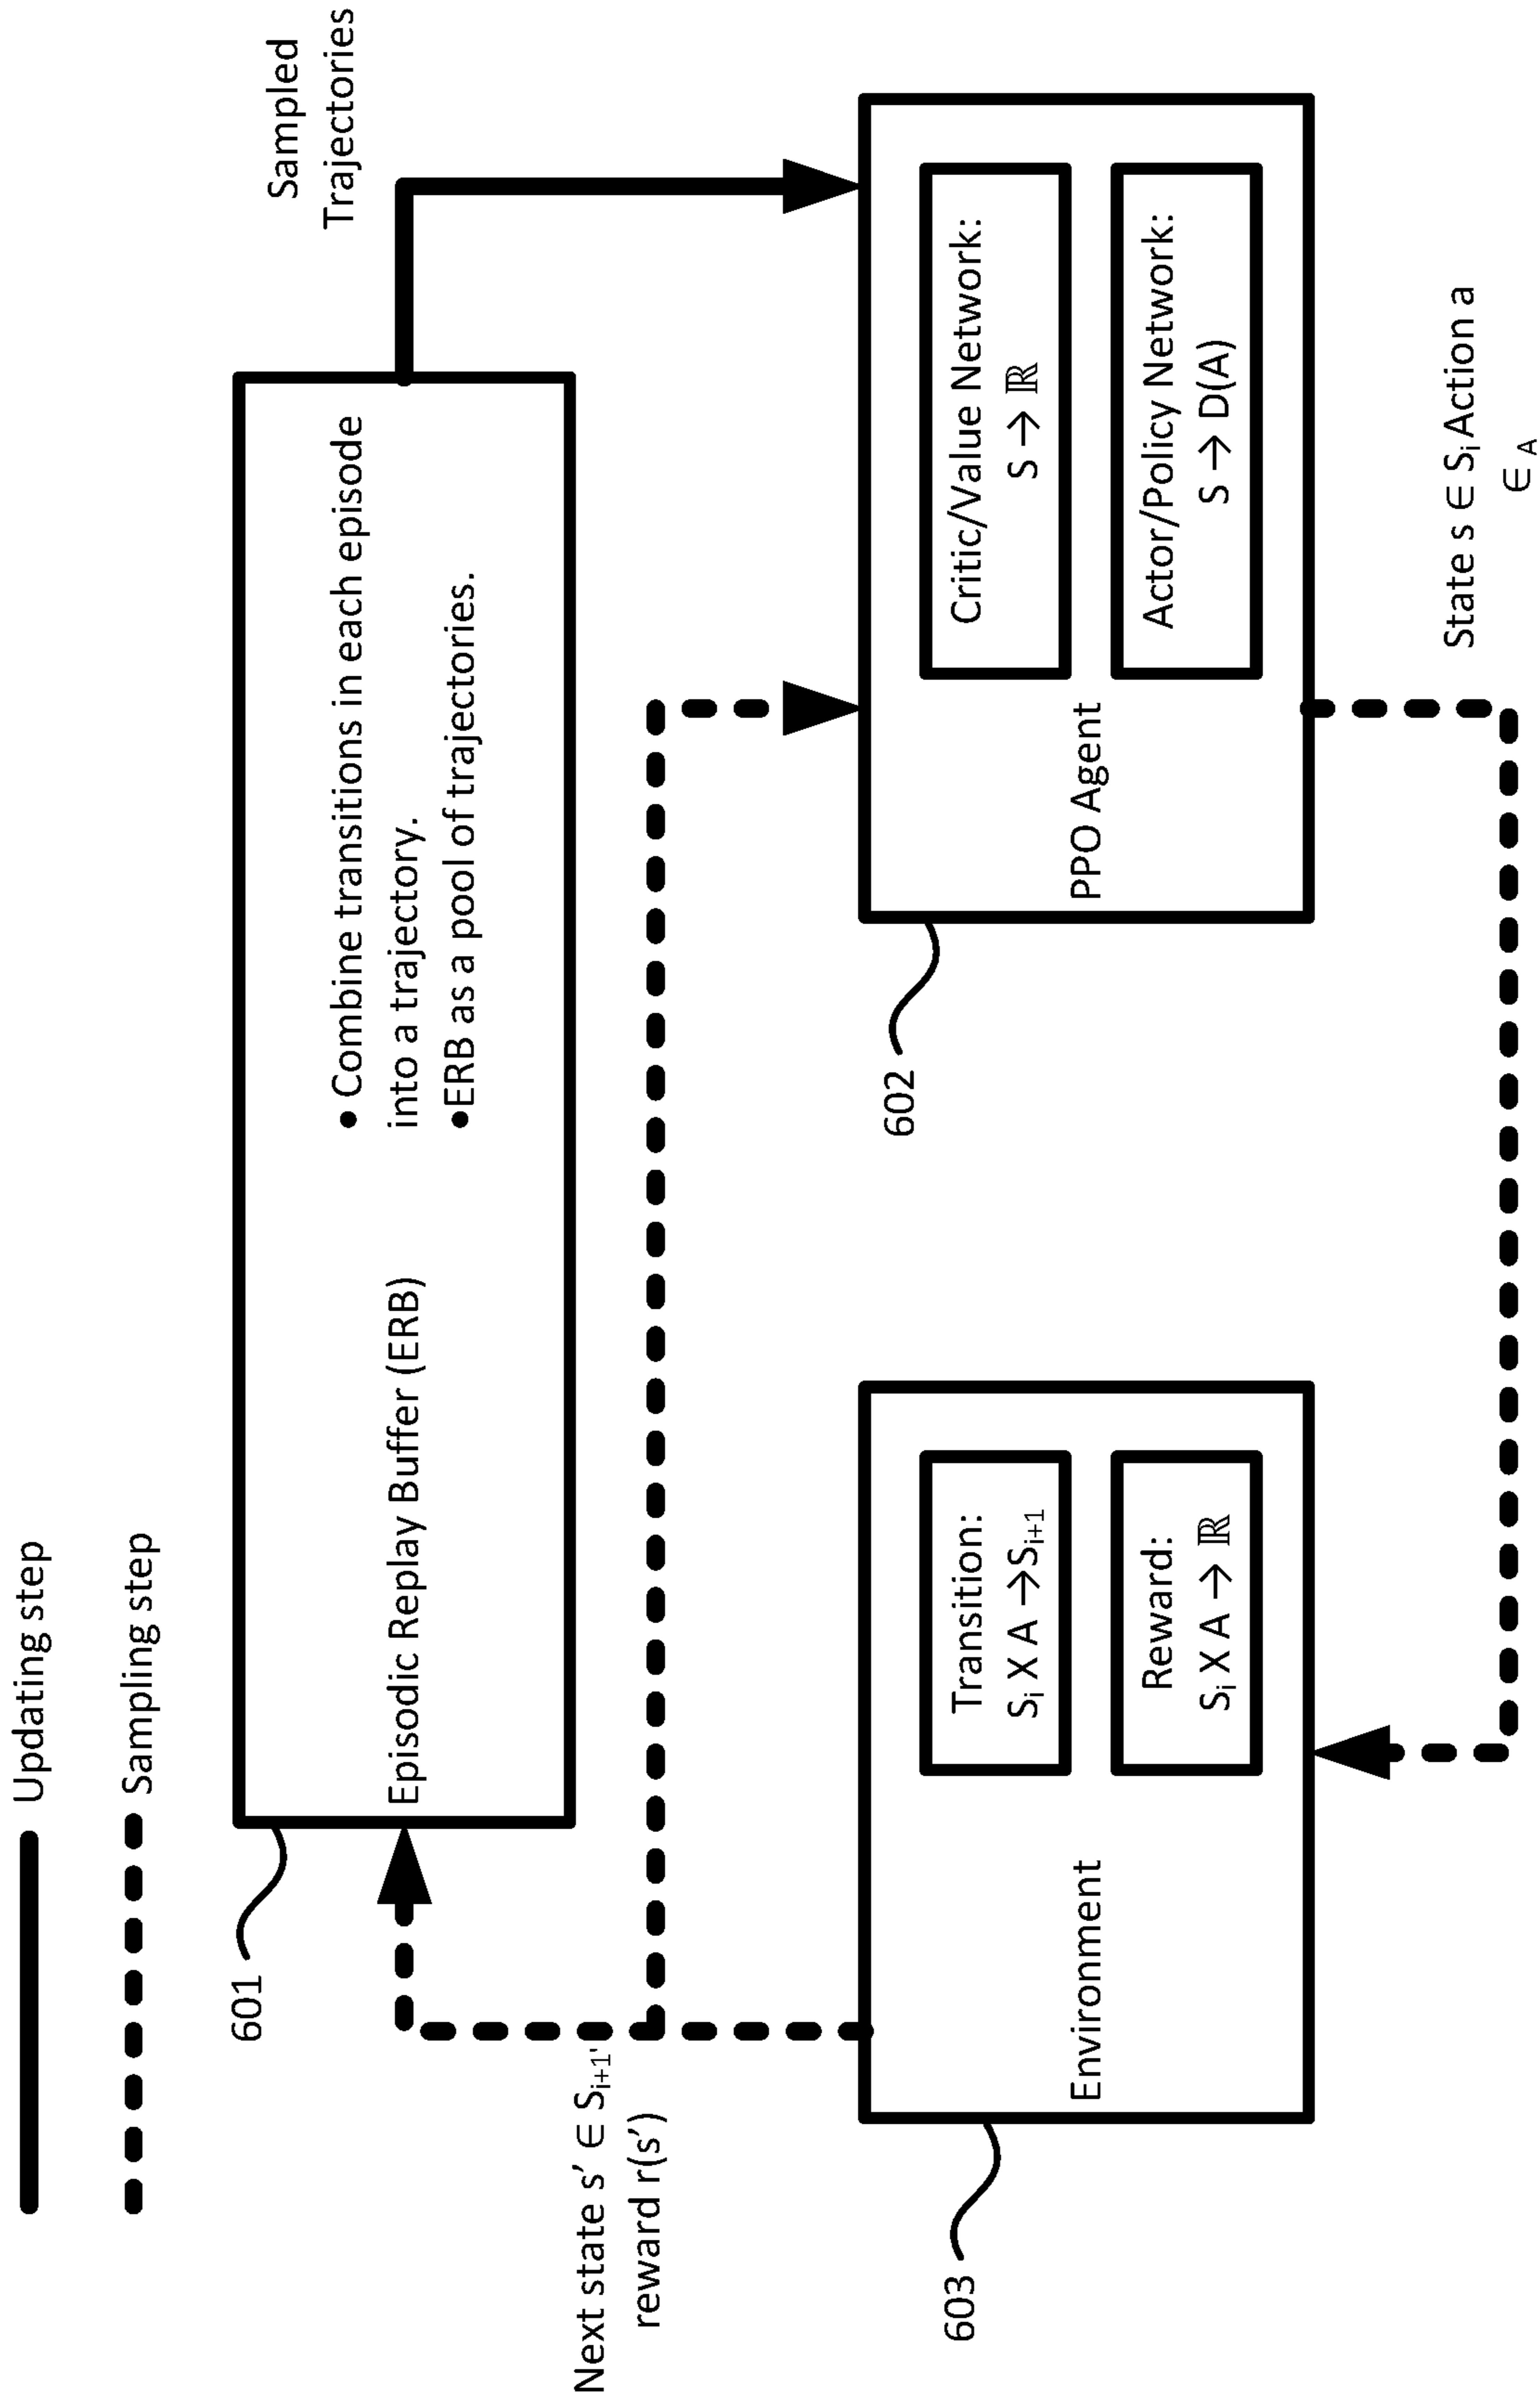 Updating step
Sampling step
601
Episodic Replay Buffer (ERB)
• Combine transitions in each episode
into a trajectory.
•ERB as a pool of trajectories.
Sampled
Trajectories
Next state s′ ∈ Si+1'
reward r(s′)
603
Environment
Transition:
Si X A →Si+1
Reward:
Si X A → ℝ
602
PPO Agent
Critic/Value Network:
S → ℝ
Actor/Policy Network:
S → D(A)
State s ∈ Si Action a
∈ A